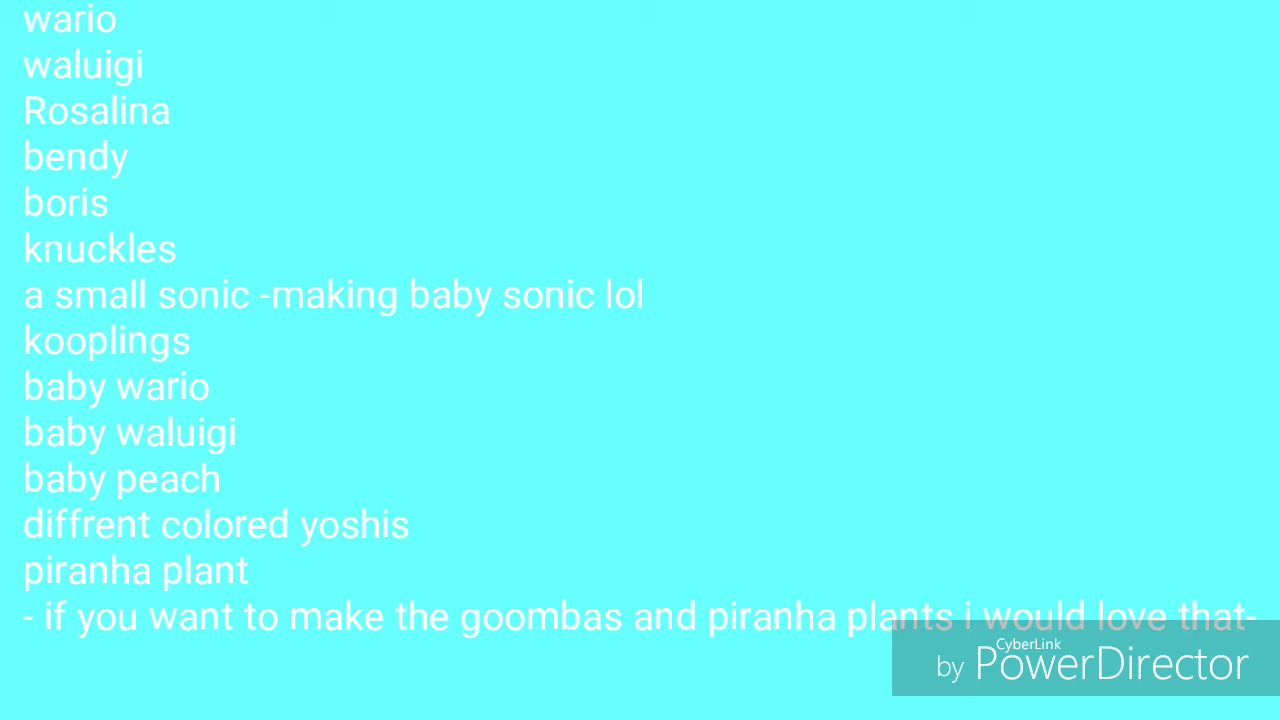 wario
waluigi
Rosalina
bendy
boris
knuckles
a small sonic -making baby sonic lol
kooplings
baby wario
baby waluigi
baby peach
diffrent colored yoshis
piranha plant
- if you want to make the goombas and piranha plants i would love that-
CyberLink
by PowerDirector